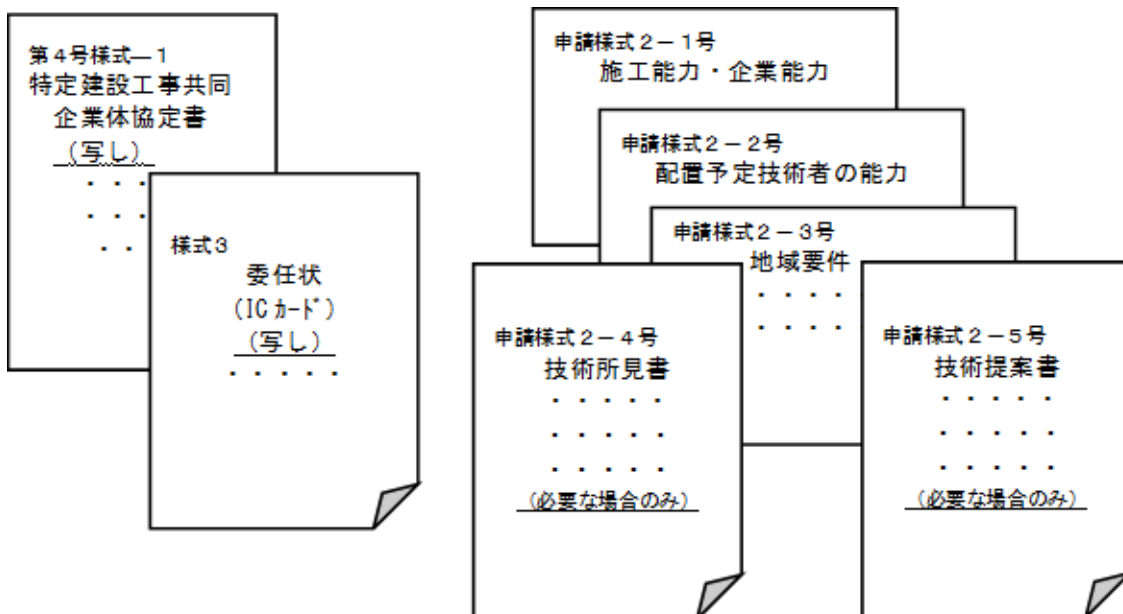 第4号様式―1
特定建設工事共同
企業体協定書
(写し)
・・・
・・・
・・
様式3
委任状
(ICカード)
(写し)
・・・・・
申請様式2-1号
施工能力・企業能力
申請様式2-2号
配置予定技術者の能力
申請様式2-3号
地域要件
・・・・
・・・・
申請様式2-4号
技術所見書
・・・・・
・・・・・
・・・・・
(必要な場合のみ)
申請様式2-5号
技術提案書
・・・・・
・・・・・
・・・・・
(必要な場合のみ)